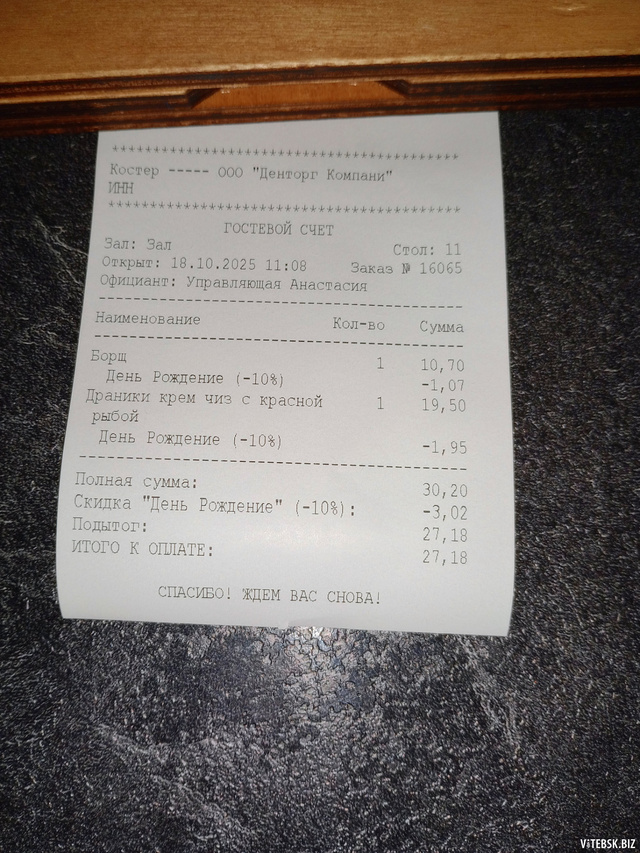 ******************************************
Костер ----- ООО "Денторг Компани"
ИНН
******************************************
ГОСТЕВОЙ СЧЕТ
Зал: Зал Стол: 11
Открыт: 18.10.2025 11:08 Заказ № 16065
Официант: Управляющая Анастасия
------------------------------------------
Наименование Кол-во Сумма
------------------------------------------
Борщ 1 10,70
День Рождение (-10%) -1,07
Драники крем чиз с красной 1 19,50
рыбой
День Рождение (-10%) -1,95
------------------------------------------
Полная сумма: 30,20
Скидка "День Рождение" (-10%): -3,02
Подытог: 27,18
ИТОГО К ОПЛАТЕ: 27,18
СПАСИБО! ЖДЕМ ВАС СНОВА!
VITEBSK.BIZ